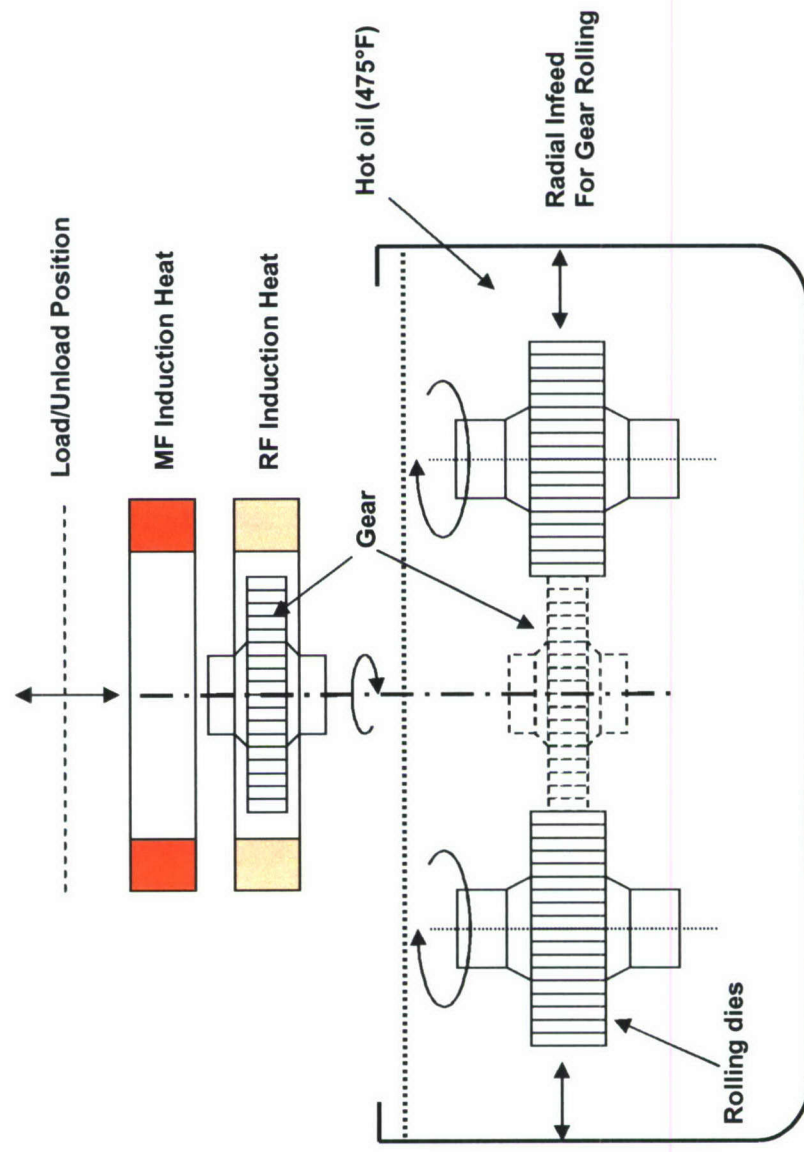 Load/Unload Position
MF Induction Heat
RF Induction Heat
Gear
Hot oil (475°F)
Radial Infeed
For Gear Rolling
Rolling dies